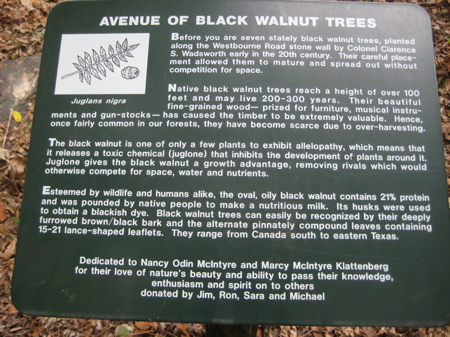 AVENUE OF BLACK WALNUT TREES
Before you are seven stately black walnut trees, planted
along the Westbourne Road stone wall by Colonel Clarence
S. Wadsworth early in the 20th century. Their careful place-
ment allowed them to mature and spread out without
competition for space.
Juglans nigra
Native black walnut trees reach a height of over 100
feet and may live 200-300 years. Their beautiful
fine-grained wood— prized for furniture, musical instru-
ments and gun-stocks— has caused the timber to be extremely valuable. Hence,
once fairly common in our forests, they have become scarce due to over-harvesting.
The black walnut is one of only a few plants to exhibit allelopathy, which means that
it releases a toxic chemical (juglone) that inhibits the development of plants around it.
Juglone gives the black walnut a growth advantage, removing rivals which would
otherwise compete for space, water and nutrients.
Esteemed by wildlife and humans alike, the oval, oily black walnut contains 21% protein
and was pounded by native people to make a nutritious milk. Its husks were used
to obtain a blackish dye. Black walnut trees can easily be recognized by their deeply
furrowed brown/black bark and the alternate pinnately compound leaves containing
15-21 lance-shaped leaflets. They range from Canada south to eastern Texas.
Dedicated to Nancy Odin McIntyre and Marcy McIntyre Klattenberg
for their love of nature's beauty and ability to pass their knowledge,
enthusiasm and spirit on to others
donated by Jim, Ron, Sara and Michael